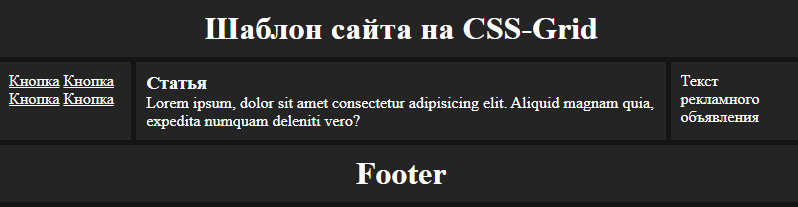 Шаблон сайта на CSS-Grid
Кнопка Кнопка
Кнопка Кнопка
Статья
Lorem ipsum, dolor sit amet consectetur adipisicing elit. Aliquid magnam quia,
expedita numquam deleniti vero?
Текст
рекламного
объявления
Footer